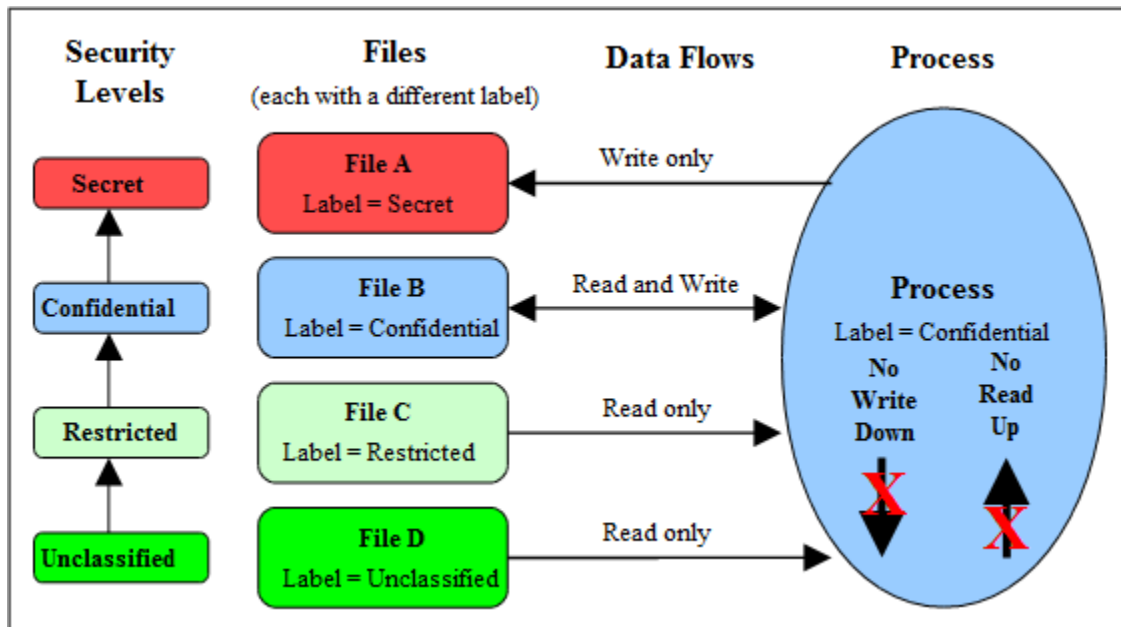 Security
Levels
Files
(each with a different label)
Data Flows
Process
Secret
Confidential
Restricted
Unclassified
File A
Label = Secret
File B
Label = Confidential
File C
Label = Restricted
File D
Label = Unclassified
Write only
Read and Write
Read only
Read only
Process
Label = Confidential
No
Write
Down
X
No
Read
Up
X